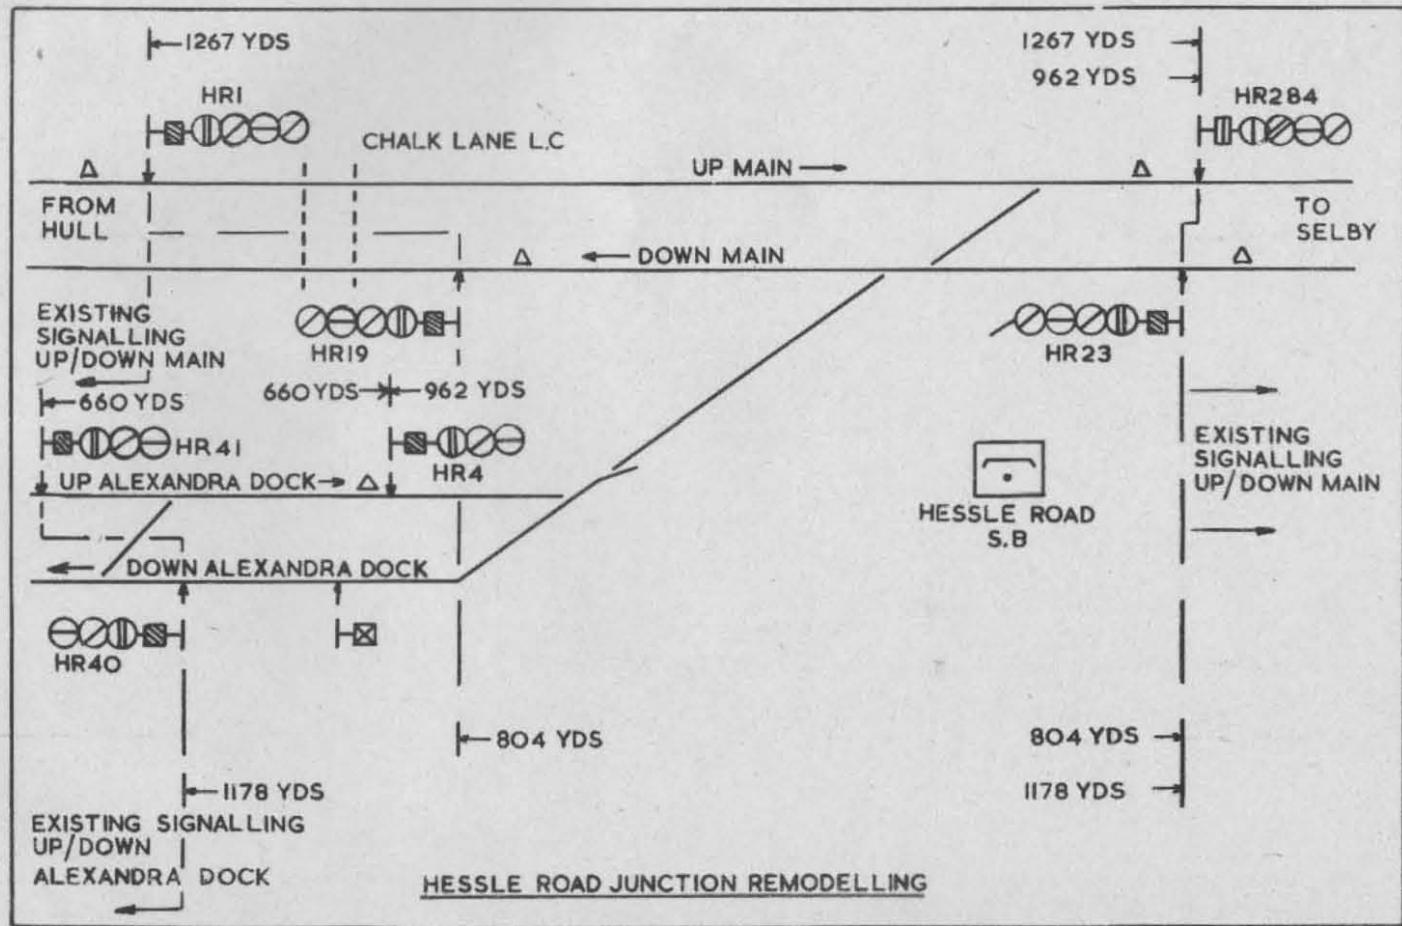 1267 YDS
1267 YDS
962 YDS
HR1
HR284
CHALK LANE L.C
UP MAIN
FROM
HULL
TO
SELBY
DOWN MAIN
EXISTING
SIGNALLING
UP/DOWN MAIN
HR19
HR23
660 YDS
660 YDS
962 YDS
HR41
HR4
EXISTING
SIGNALLING
UP/DOWN MAIN
UP ALEXANDRA DOCK
HESSLE ROAD
S.B
DOWN ALEXANDRA DOCK
HR40
804 YDS
804 YDS
1178 YDS
1178 YDS
EXISTING SIGNALLING
UP/DOWN
ALEXANDRA DOCK
HESSLE ROAD JUNCTION REMODELLING